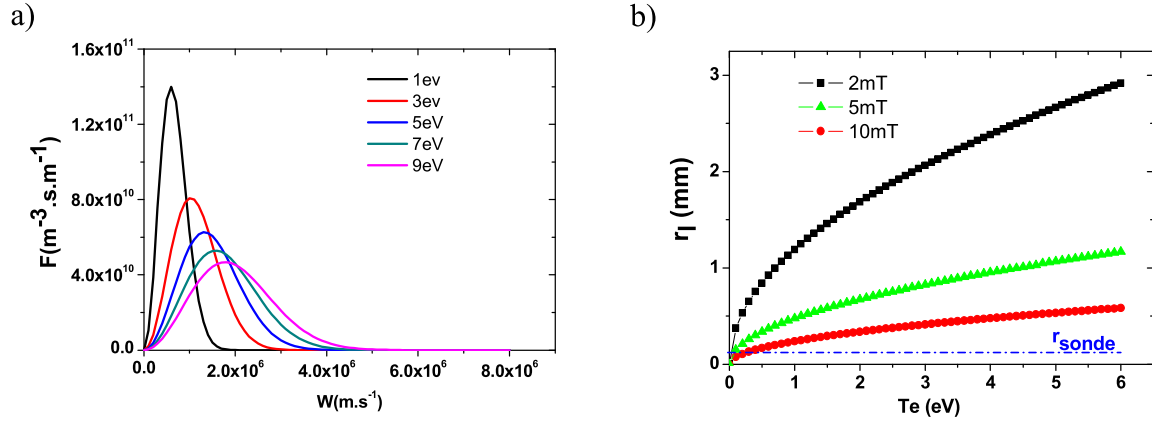 a)
1.6x10¹¹
1.2x10¹¹
8.0x10¹⁰
4.0x10¹⁰
0.0
F(m⁻³.s.m⁻¹)
1ev
3ev
5eV
7eV
9eV
0.0 2.0x10⁶ 4.0x10⁶ 6.0x10⁶ 8.0x10⁶
W(m.s⁻¹)
b)
3
2
1
0
r_l (mm)
2mT
5mT
10mT
r_sonde
0 1 2 3 4 5 6
Te (eV)